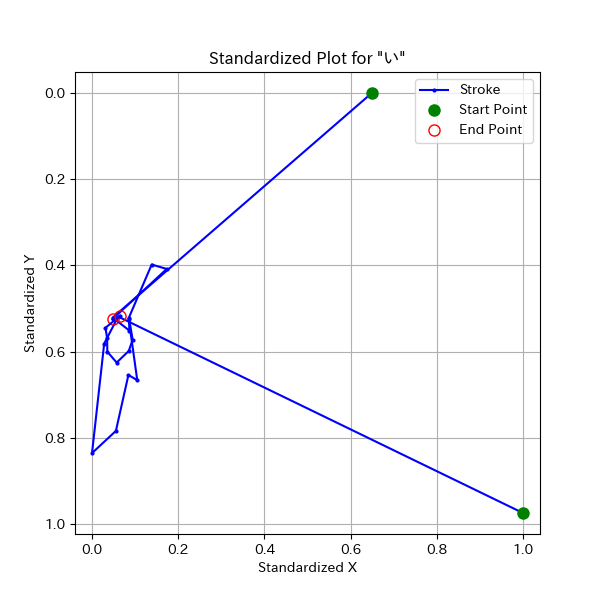 Standardized Plot for "い"
Stroke
Start Point
End Point
Standardized Y
0.0
0.2
0.4
0.6
0.8
1.0
0.0 0.2 0.4 0.6 0.8 1.0
Standardized X